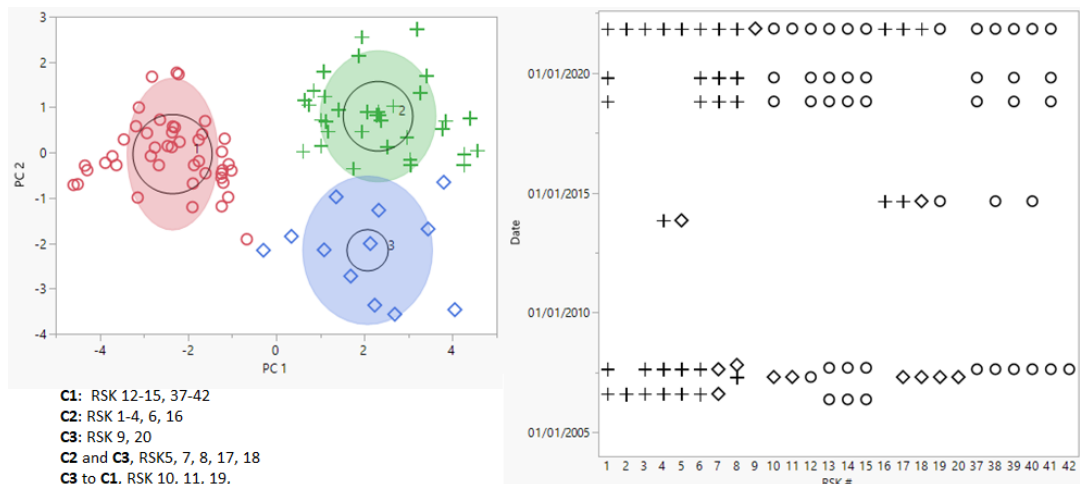 3
2
1
0
-1
-2
-3
-4
PC 2
1
2
3
-4 -2 0 2 4
PC 1
C1: RSK 12-15, 37-42
C2: RSK 1-4, 6, 16
C3: RSK 9, 20
C2 and C3, RSK5, 7, 8, 17, 18
C3 to C1, RSK 10, 11, 19,
Date
01/01/2020
01/01/2015
01/01/2010
01/01/2005
1 2 3 4 5 6 7 8 9 10 11 12 13 14 15 16 17 18 19 20 37 38 39 40 41 42
RSK #